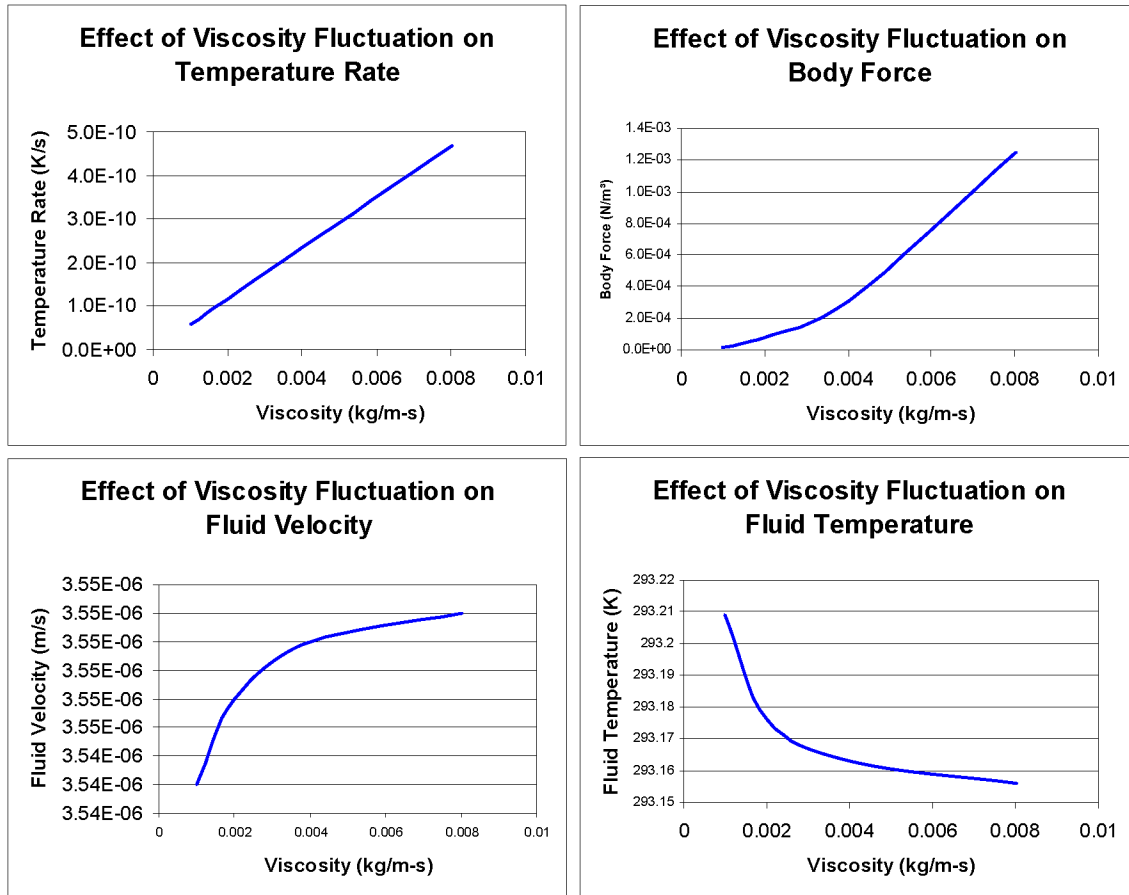 Effect of Viscosity Fluctuation on
Temperature Rate
Temperature Rate (K/s)
5.0E-10
4.0E-10
3.0E-10
2.0E-10
1.0E-10
0.0E+00
0 0.002 0.004 0.006 0.008 0.01
Viscosity (kg/m-s)
Effect of Viscosity Fluctuation on
Body Force
Body Force (N/m³)
1.4E-03
1.2E-03
1.0E-03
8.0E-04
6.0E-04
4.0E-04
2.0E-04
0.0E+00
0 0.002 0.004 0.006 0.008 0.01
Viscosity (kg/m-s)
Effect of Viscosity Fluctuation on
Fluid Velocity
Fluid Velocity (m/s)
3.55E-06
3.55E-06
3.55E-06
3.55E-06
3.55E-06
3.55E-06
3.54E-06
3.54E-06
3.54E-06
0 0.002 0.004 0.006 0.008 0.01
Viscosity (kg/m-s)
Effect of Viscosity Fluctuation on
Fluid Temperature
Fluid Temperature (K)
293.22
293.21
293.2
293.19
293.18
293.17
293.16
293.15
0 0.002 0.004 0.006 0.008 0.01
Viscosity (kg/m-s)